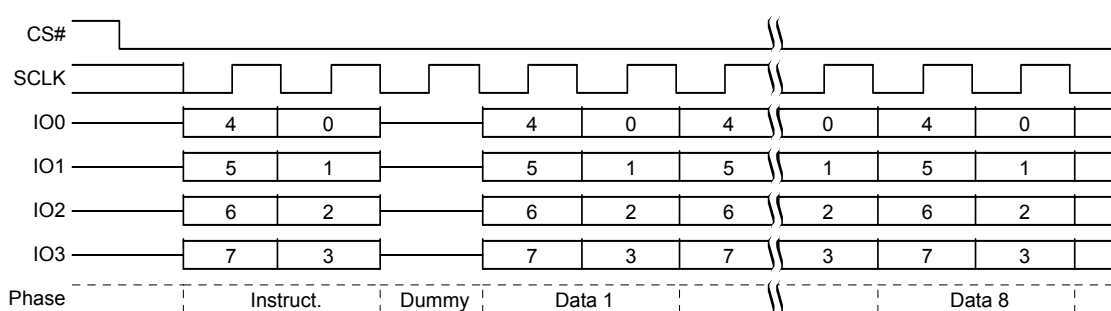 CS#
SCLK
IO0 4 0 4 0 4 0 4 0
IO1 5 1 5 1 5 1 5 1
IO2 6 2 6 2 6 2 6 2
IO3 7 3 7 3 7 3 7 3
Phase Instruct. Dummy Data 1 Data 8